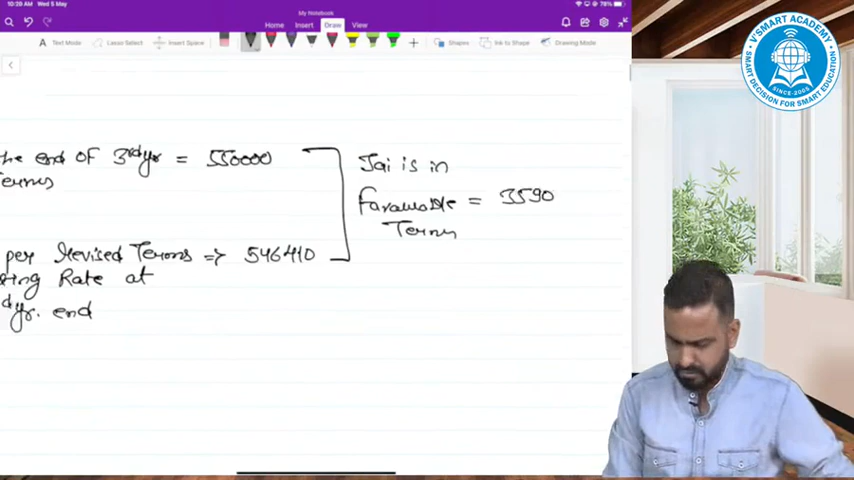 10:20 AM Wed 5 May
My Notebook
78%
Home Insert Draw View
Text Mode Lasso Select Insert Space Shapes Ink to Shape Drawing Mode
V'SMART ACADEMY
SINCE-2005
SMART DECISION FOR SMART EDUCATION
the end of 3rd yr = 550000
Terms
Jai is in
Favourable = 3590
Terms
per Revised Terms => 546410
Rate at
yr. end